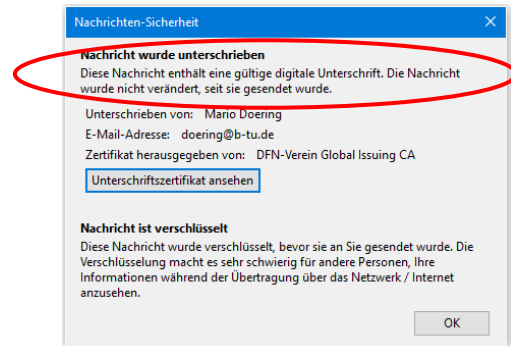 Nachrichten-Sicherheit
Nachricht wurde unterschrieben
Diese Nachricht enthält eine gültige digitale Unterschrift. Die Nachricht
wurde nicht verändert, seit sie gesendet wurde.
Unterschrieben von: Mario Doering
E-Mail-Adresse: doering@b-tu.de
Zertifikat herausgegeben von: DFN-Verein Global Issuing CA
Unterschriftszertifikat ansehen
Nachricht ist verschlüsselt
Diese Nachricht wurde verschlüsselt, bevor sie an Sie gesendet wurde. Die
Verschlüsselung macht es sehr schwierig für andere Personen, Ihre
Informationen während der Übertragung über das Netzwerk / Internet
anzusehen.
OK